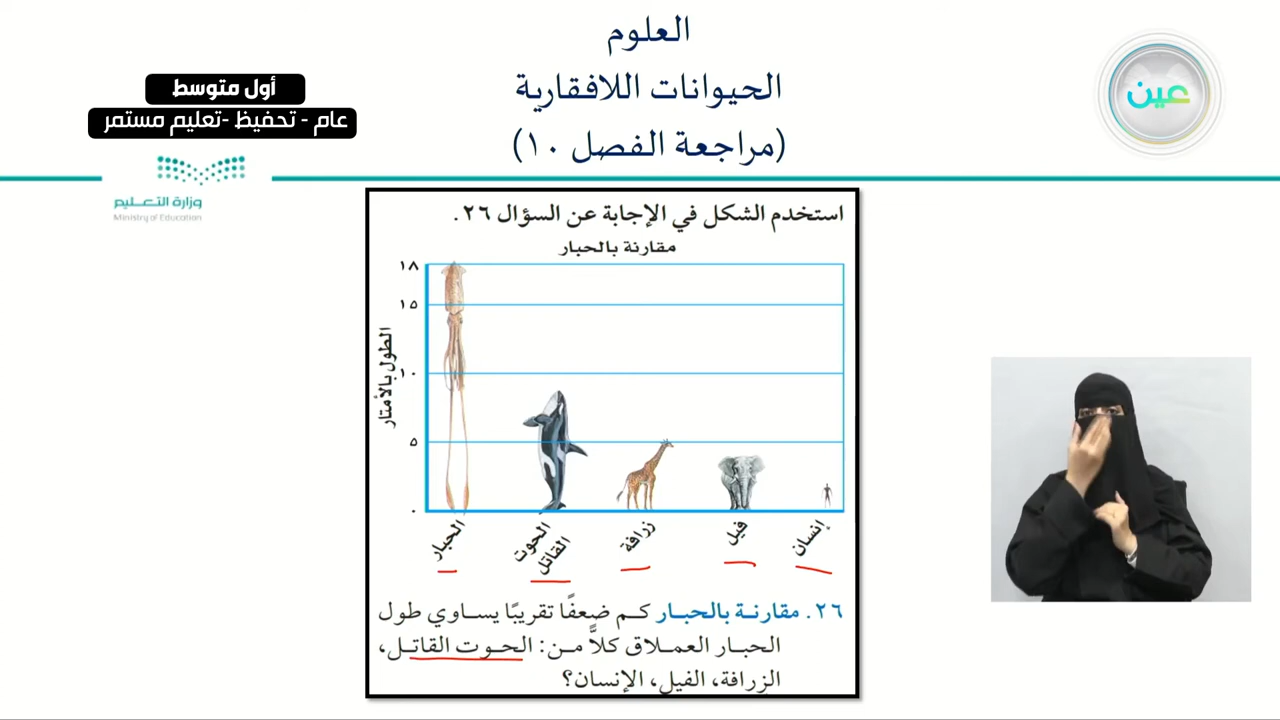 العلوم
الحيوانات اللافقارية
(مراجعة الفصل ١٠)
أول متوسط
عام - تحفيظ -تعليم مستمر
وزارة التعليم
Ministry of Education
عين
استخدم الشكل في الإجابة عن السؤال ٢٦.
مقارنة بالحبار
الطول بالأمتار
١٨
١٥
١٠
٥
٠
الحبار
الحوت القاتل
زرافة
فيل
إنسان
٢٦. مقارنة بالحبار كم ضعفًا تقريبًا يساوي طول
الحبار العملاق كلاًّ من: الحوت القاتل،
الزرافة، الفيل، الإنسان؟